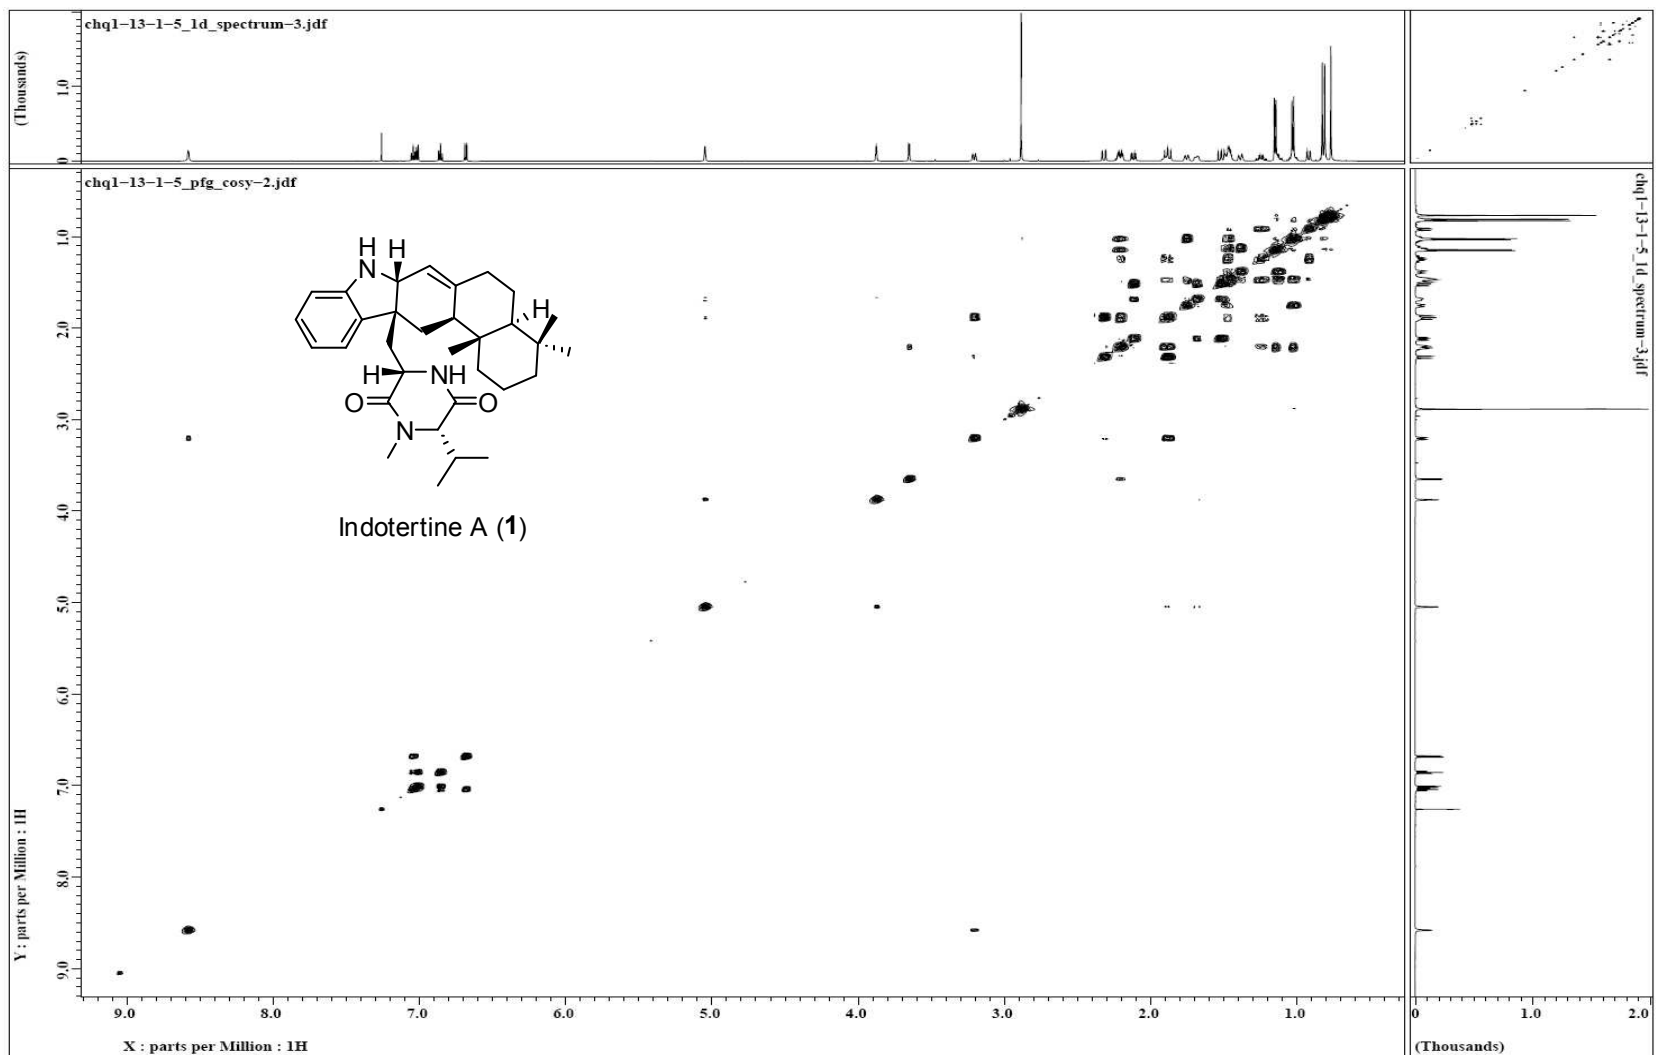 chq1−13−1−5_1d_spectrum−3.jdf
(Thousands)
1.0
0
chq1−13−1−5_pfg_cosy−2.jdf
chq1−13−1−5_1d_spectrum−3.jdf
H
N
H
H
H
NH
O
O
N
Indotertine A (1)
Y : parts per Million : 1H
1.0
2.0
3.0
4.0
5.0
6.0
7.0
8.0
9.0
9.0 8.0 7.0 6.0 5.0 4.0 3.0 2.0 1.0
X : parts per Million : 1H
0 1.0 2.0
(Thousands)